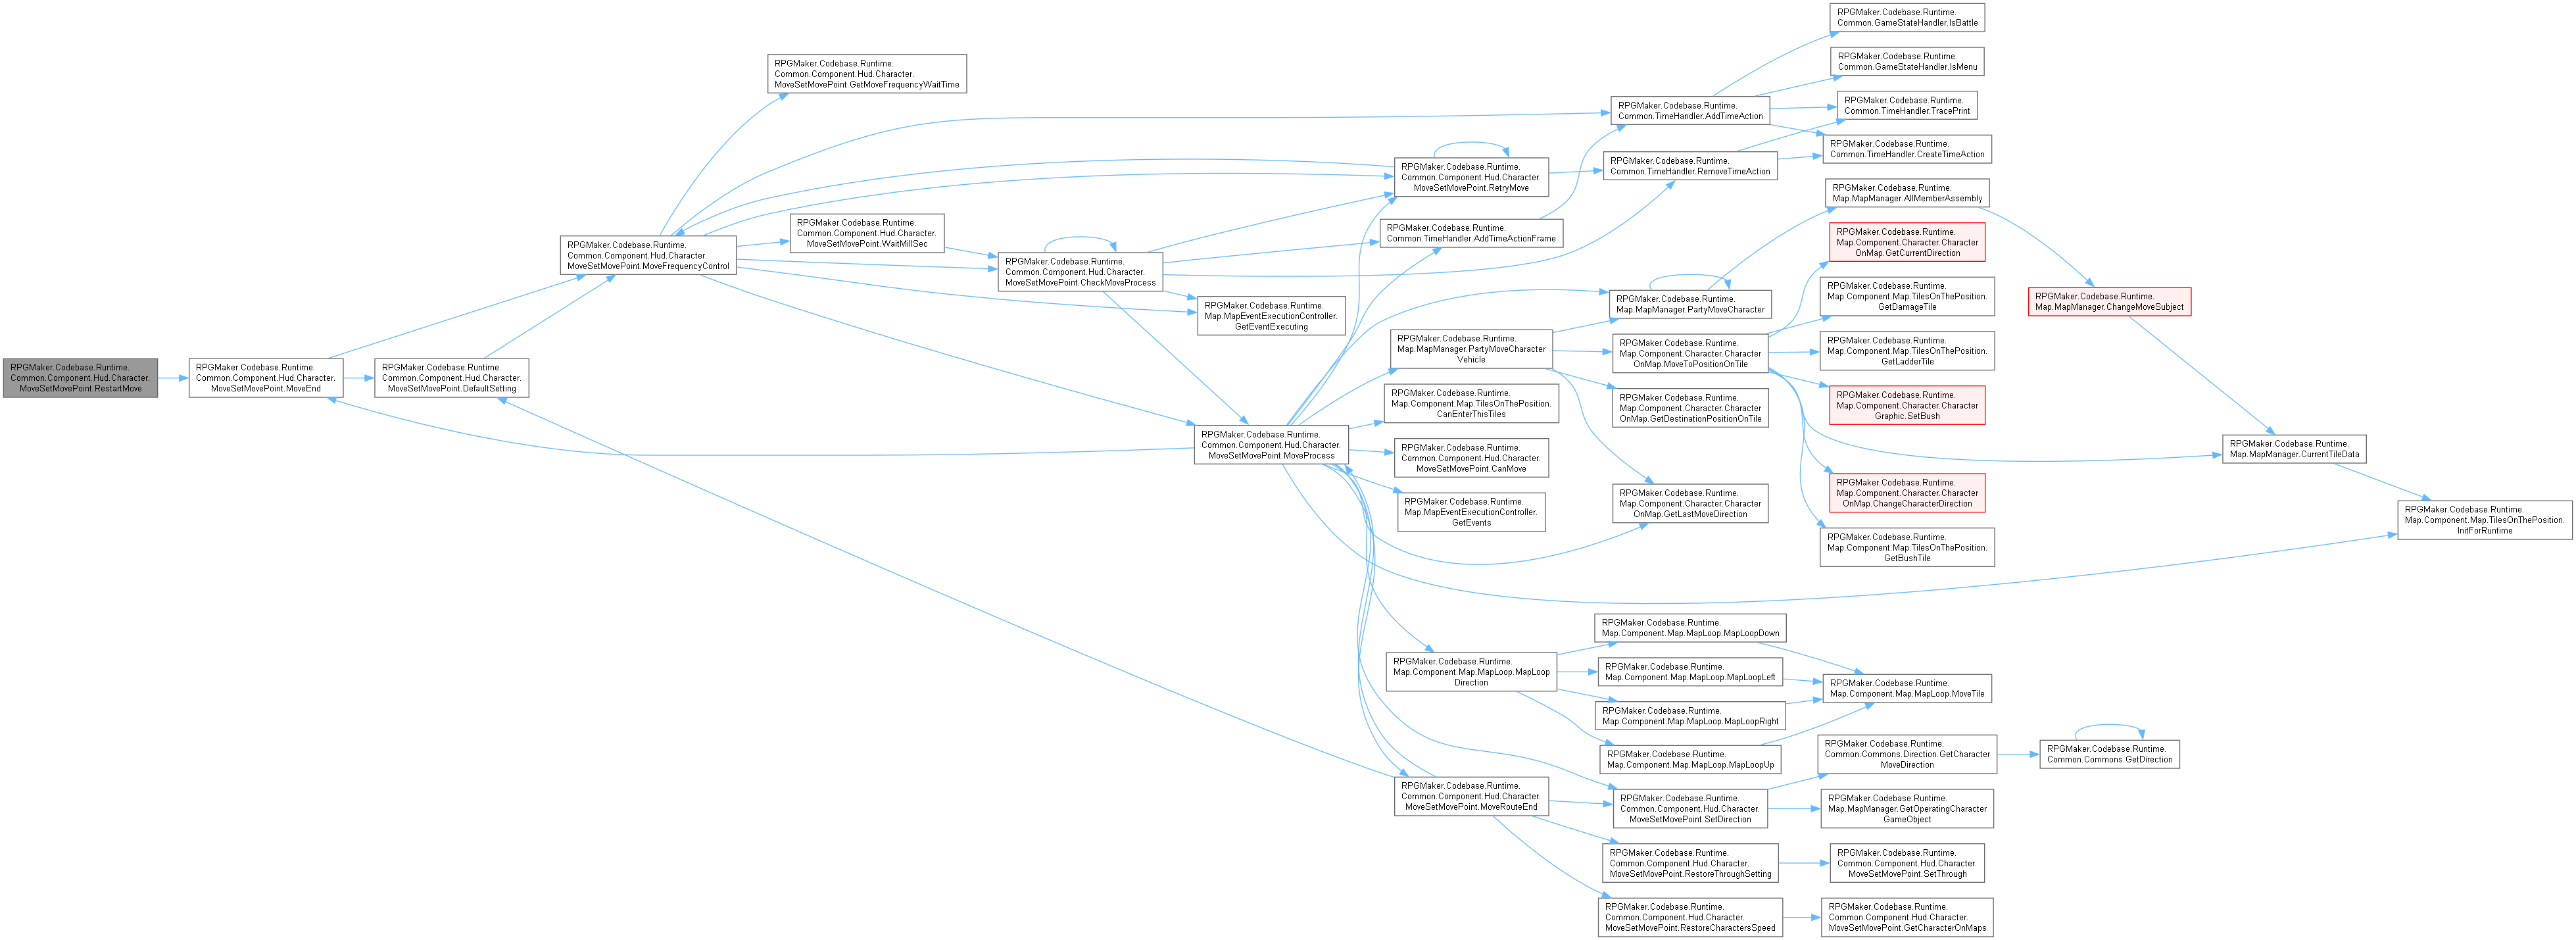 RPGMaker.Codebase.Runtime.
Common.Component.Hud.Character.
MoveSetMovePoint.RestartMove
RPGMaker.Codebase.Runtime.
Common.Component.Hud.Character.
MoveSetMovePoint.MoveEnd
RPGMaker.Codebase.Runtime.
Common.Component.Hud.Character.
MoveSetMovePoint.DefaultSetting
RPGMaker.Codebase.Runtime.
Common.Component.Hud.Character.
MoveSetMovePoint.MoveFrequencyControl
RPGMaker.Codebase.Runtime.
Common.Component.Hud.Character.
MoveSetMovePoint.GetMoveFrequencyWaitTime
RPGMaker.Codebase.Runtime.
Common.Component.Hud.Character.
MoveSetMovePoint.WaitMillSec
RPGMaker.Codebase.Runtime.
Common.Component.Hud.Character.
MoveSetMovePoint.CheckMoveProcess
RPGMaker.Codebase.Runtime.
Map.MapEventExecutionController.
GetEventExecuting
RPGMaker.Codebase.Runtime.
Common.Component.Hud.Character.
MoveSetMovePoint.MoveProcess
RPGMaker.Codebase.Runtime.
Common.Component.Hud.Character.
MoveSetMovePoint.RetryMove
RPGMaker.Codebase.Runtime.
Common.TimeHandler.AddTimeActionFrame
RPGMaker.Codebase.Runtime.
Map.MapManager.PartyMoveCharacter
Vehicle
RPGMaker.Codebase.Runtime.
Map.Component.Map.TilesOnThePosition.
CanEnterThisTiles
RPGMaker.Codebase.Runtime.
Common.Component.Hud.Character.
MoveSetMovePoint.CanMove
RPGMaker.Codebase.Runtime.
Map.MapEventExecutionController.
GetEvents
RPGMaker.Codebase.Runtime.
Map.Component.Map.MapLoop.MapLoop
Direction
RPGMaker.Codebase.Runtime.
Common.Component.Hud.Character.
MoveSetMovePoint.MoveRouteEnd
RPGMaker.Codebase.Runtime.
Common.TimeHandler.AddTimeAction
RPGMaker.Codebase.Runtime.
Common.TimeHandler.RemoveTimeAction
RPGMaker.Codebase.Runtime.
Map.MapManager.PartyMoveCharacter
RPGMaker.Codebase.Runtime.
Map.Component.Character.Character
OnMap.MoveToPositionOnTile
RPGMaker.Codebase.Runtime.
Map.Component.Character.Character
OnMap.GetDestinationPositionOnTile
RPGMaker.Codebase.Runtime.
Map.Component.Character.Character
OnMap.GetLastMoveDirection
RPGMaker.Codebase.Runtime.
Map.Component.Map.MapLoop.MapLoopDown
RPGMaker.Codebase.Runtime.
Map.Component.Map.MapLoop.MapLoopLeft
RPGMaker.Codebase.Runtime.
Map.Component.Map.MapLoop.MapLoopRight
RPGMaker.Codebase.Runtime.
Map.Component.Map.MapLoop.MapLoopUp
RPGMaker.Codebase.Runtime.
Common.Component.Hud.Character.
MoveSetMovePoint.SetDirection
RPGMaker.Codebase.Runtime.
Common.Component.Hud.Character.
MoveSetMovePoint.RestoreThroughSetting
RPGMaker.Codebase.Runtime.
Common.Component.Hud.Character.
MoveSetMovePoint.RestoreCharactersSpeed
RPGMaker.Codebase.Runtime.
Common.GameStateHandler.IsBattle
RPGMaker.Codebase.Runtime.
Common.GameStateHandler.IsMenu
RPGMaker.Codebase.Runtime.
Common.TimeHandler.TracePrint
RPGMaker.Codebase.Runtime.
Common.TimeHandler.CreateTimeAction
RPGMaker.Codebase.Runtime.
Map.MapManager.AllMemberAssembly
RPGMaker.Codebase.Runtime.
Map.Component.Character.Character
OnMap.GetCurrentDirection
RPGMaker.Codebase.Runtime.
Map.Component.Map.TilesOnThePosition.
GetDamageTile
RPGMaker.Codebase.Runtime.
Map.Component.Map.TilesOnThePosition.
GetLadderTile
RPGMaker.Codebase.Runtime.
Map.Component.Character.Character
Graphic.SetBush
RPGMaker.Codebase.Runtime.
Map.Component.Character.Character
OnMap.ChangeCharacterDirection
RPGMaker.Codebase.Runtime.
Map.Component.Map.TilesOnThePosition.
GetBushTile
RPGMaker.Codebase.Runtime.
Map.Component.Map.MapLoop.MoveTile
RPGMaker.Codebase.Runtime.
Common.Commons.Direction.GetCharacter
MoveDirection
RPGMaker.Codebase.Runtime.
Map.MapManager.GetOperatingCharacter
GameObject
RPGMaker.Codebase.Runtime.
Common.Component.Hud.Character.
MoveSetMovePoint.SetThrough
RPGMaker.Codebase.Runtime.
Common.Component.Hud.Character.
MoveSetMovePoint.GetCharacterOnMaps
RPGMaker.Codebase.Runtime.
Map.MapManager.ChangeMoveSubject
RPGMaker.Codebase.Runtime.
Common.Commons.GetDirection
RPGMaker.Codebase.Runtime.
Map.MapManager.CurrentTileData
RPGMaker.Codebase.Runtime.
Map.Component.Map.TilesOnThePosition.
InitForRuntime